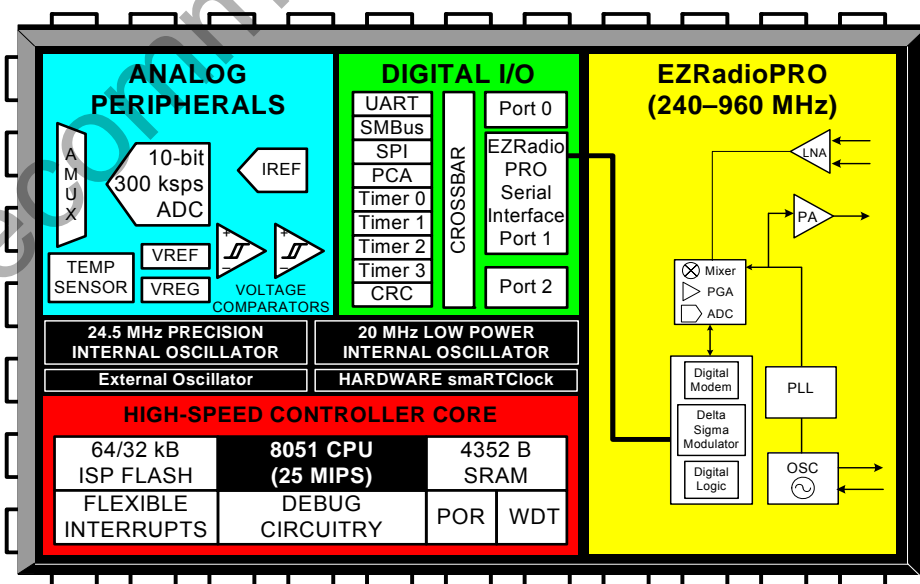 ANALOG
PERIPHERALS
A
M
U
X
10-bit
300 ksps
ADC
IREF
TEMP
SENSOR
VREF
VREG
+
–
+
–
VOLTAGE
COMPARATORS
DIGITAL I/O
UART
SMBus
SPI
PCA
Timer 0
Timer 1
Timer 2
Timer 3
CRC
CROSSBAR
Port 0
EZRadio
PRO
Serial
Interface
Port 1
Port 2
EZRadioPRO
(240–960 MHz)
LNA
PA
Mixer
PGA
ADC
Digital
Modem
Delta
Sigma
Modulator
Digital
Logic
PLL
OSC
24.5 MHz PRECISION
INTERNAL OSCILLATOR
20 MHz LOW POWER
INTERNAL OSCILLATOR
External Oscillator
HARDWARE smaRTClock
HIGH-SPEED CONTROLLER CORE
64/32 kB
ISP FLASH
8051 CPU
(25 MIPS)
4352 B
SRAM
FLEXIBLE
INTERRUPTS
DEBUG
CIRCUITRY
POR
WDT